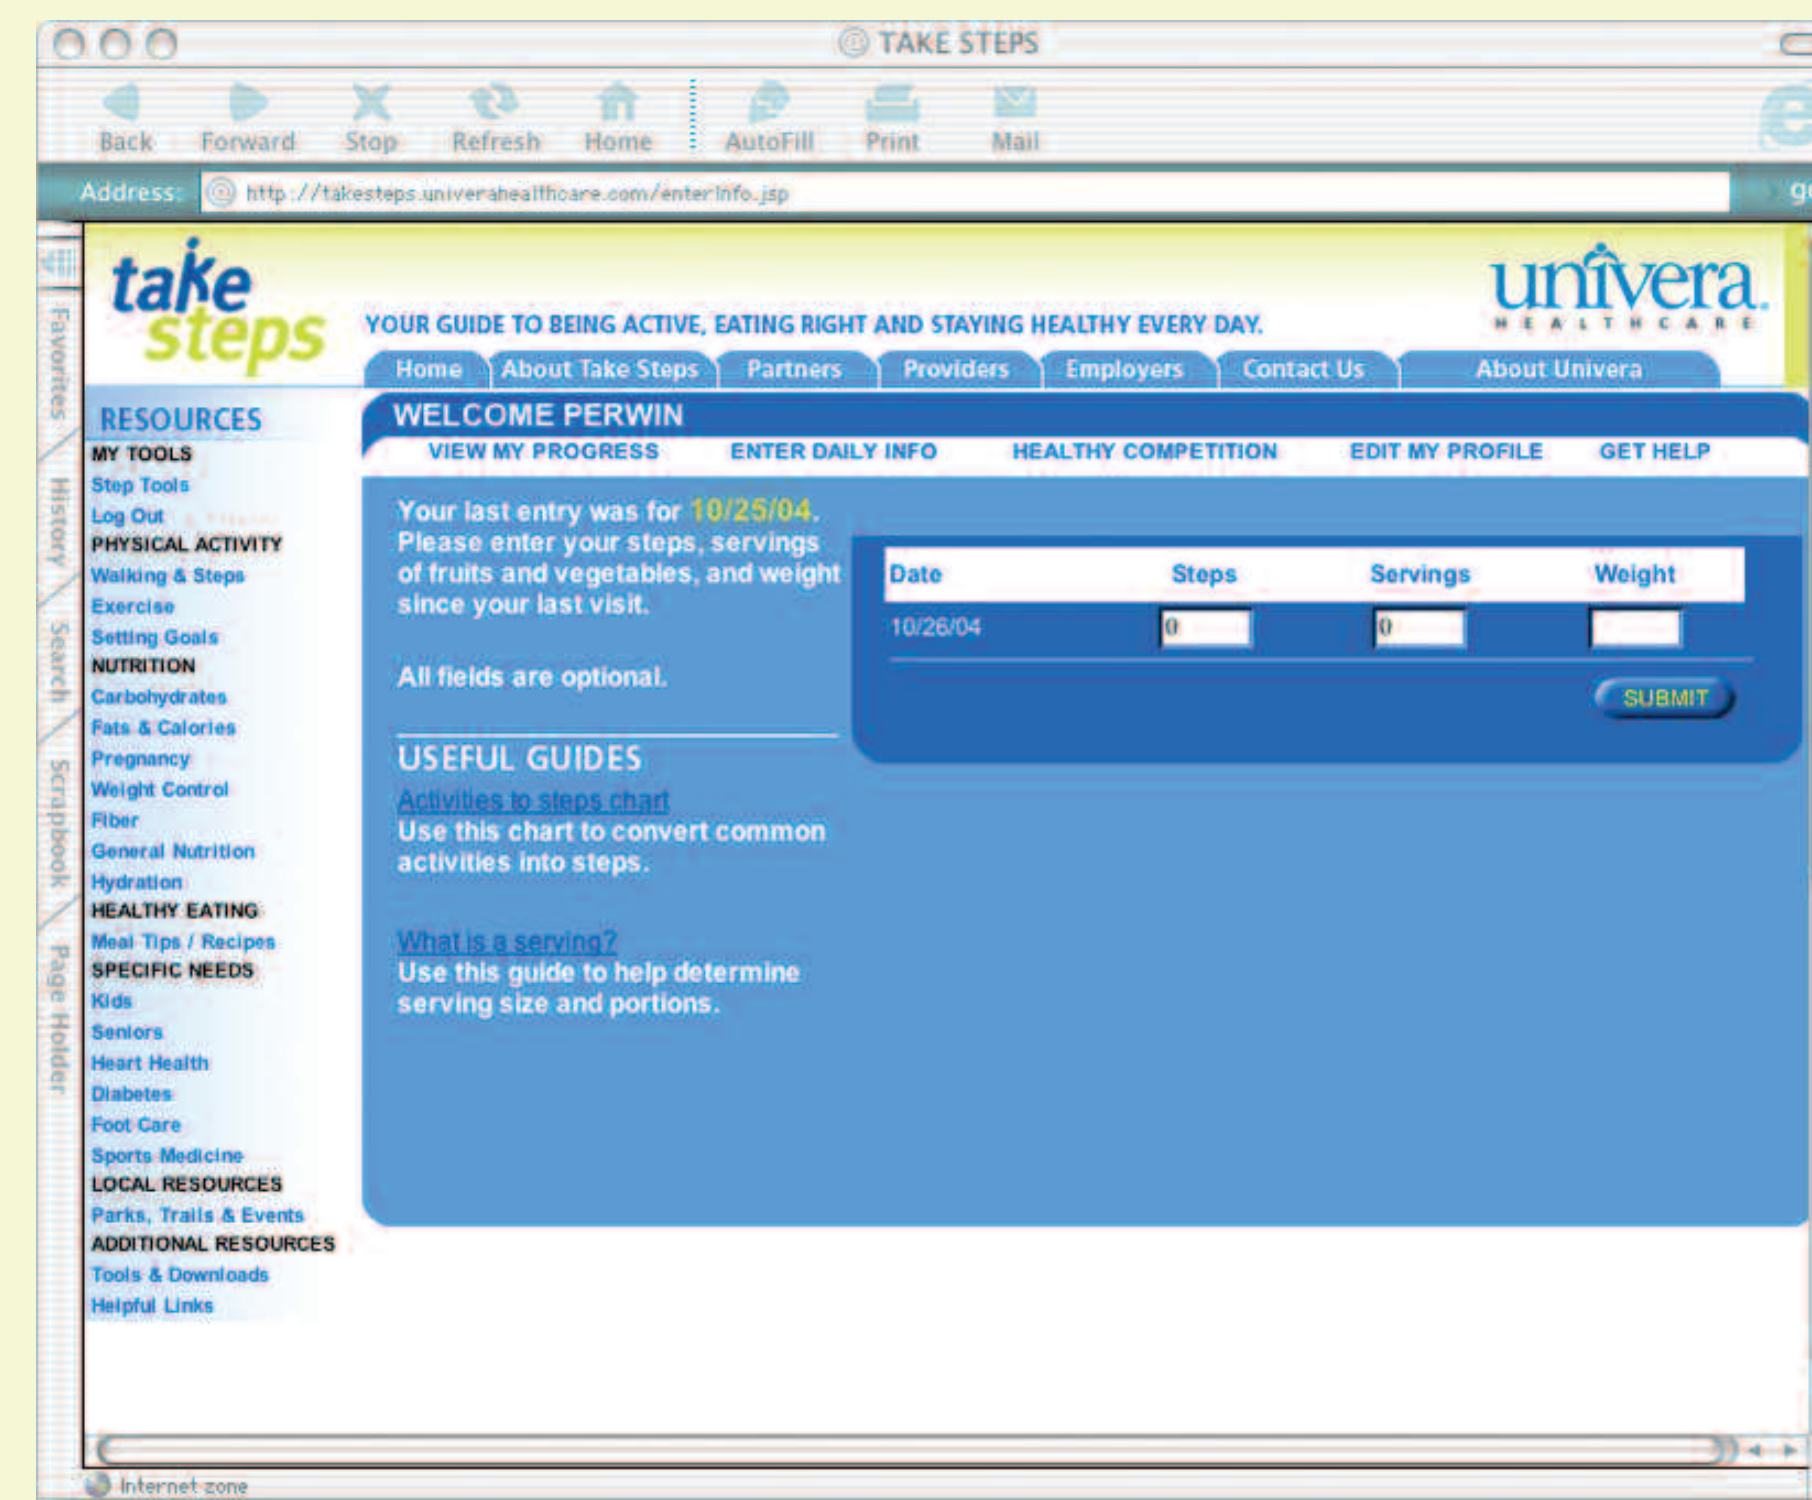 TAKE STEPS
Back Forward Stop Refresh Home AutoFill Print Mail
Address: http://takesteps.univerahealthcare.com/enterinfo.jsp
take
steps
YOUR GUIDE TO BEING ACTIVE, EATING RIGHT AND STAYING HEALTHY EVERY DAY.
univera
HEALTHCARE
Home About Take Steps Partners Providers Employers Contact Us About Univera
Favorites
History
Search
Scrapbook
Page Holder
RESOURCES
MY TOOLS
Step Tools
Log Out
PHYSICAL ACTIVITY
Walking & Steps
Exercise
Setting Goals
NUTRITION
Carbohydrates
Fats & Calories
Pregnancy
Weight Control
Fiber
General Nutrition
Hydration
HEALTHY EATING
Meal Tips / Recipes
SPECIFIC NEEDS
Kids
Seniors
Heart Health
Diabetes
Foot Care
Sports Medicine
LOCAL RESOURCES
Parks, Trails & Events
ADDITIONAL RESOURCES
Tools & Downloads
Helpful Links
WELCOME PERWIN
VIEW MY PROGRESS ENTER DAILY INFO HEALTHY COMPETITION EDIT MY PROFILE GET HELP
Your last entry was for 10/25/04.
Please enter your steps, servings
of fruits and vegetables, and weight
since your last visit.
All fields are optional.
USEFUL GUIDES
Activities to steps chart
Use this chart to convert common
activities into steps.
What is a serving?
Use this guide to help determine
serving size and portions.
Date Steps Servings Weight
10/26/04 0 0
SUBMIT
Internet zone